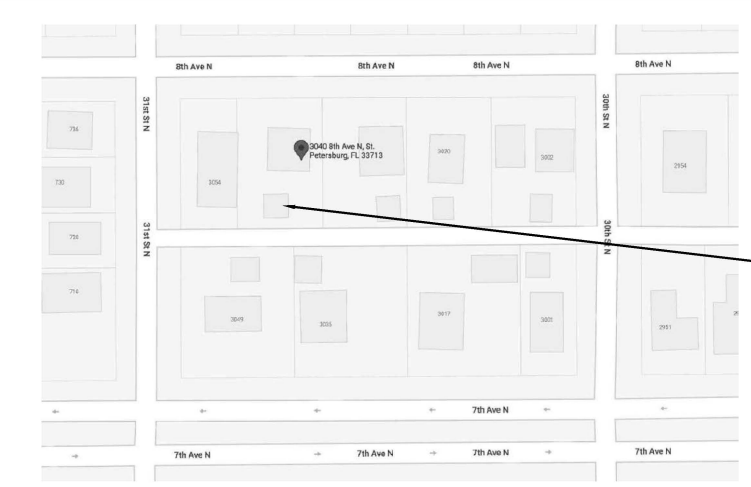 8th Ave N
8th Ave N
8th Ave N
8th Ave N
31st St N
30th St N
734
3040 8th Ave N, St.
Petersburg, FL 33713
3020
3002
2954
730
3054
31st St N
30th St N
714
3049
3035
3017
3001
2951
7th Ave N
7th Ave N
7th Ave N
7th Ave N
7th Ave N